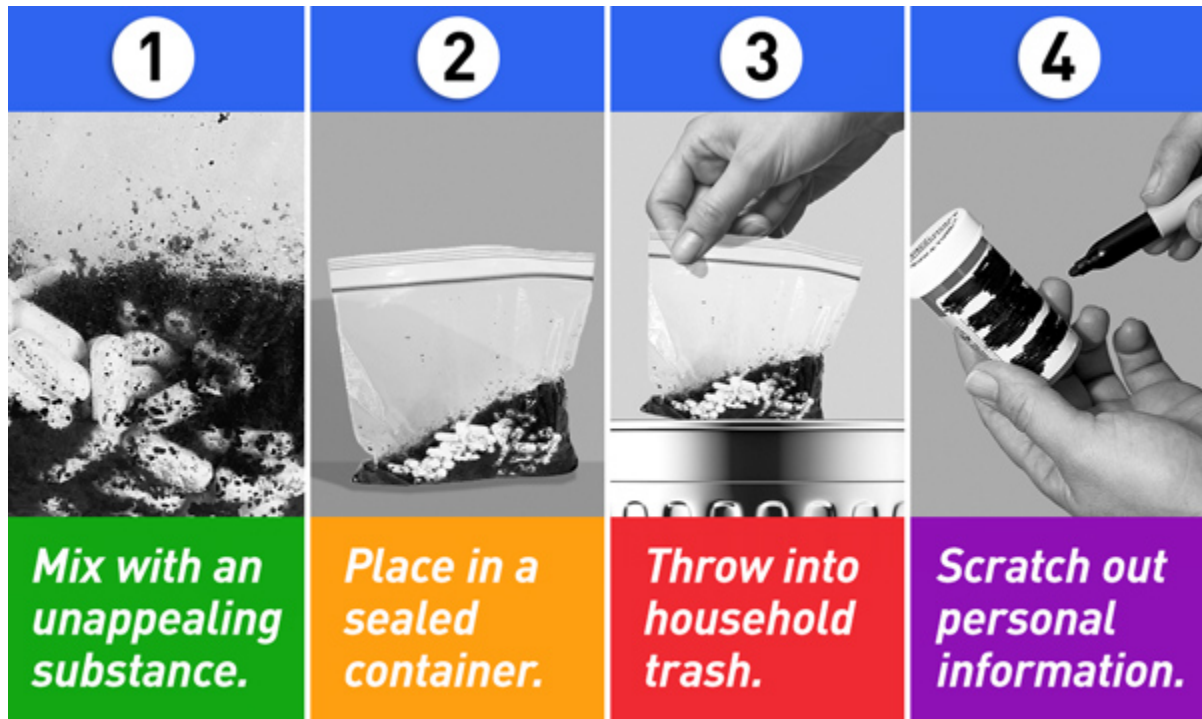 1
Mix with an
unappealing
substance.
2
Place in a
sealed
container.
3
Throw into
household
trash.
4
Scratch out
personal
information.